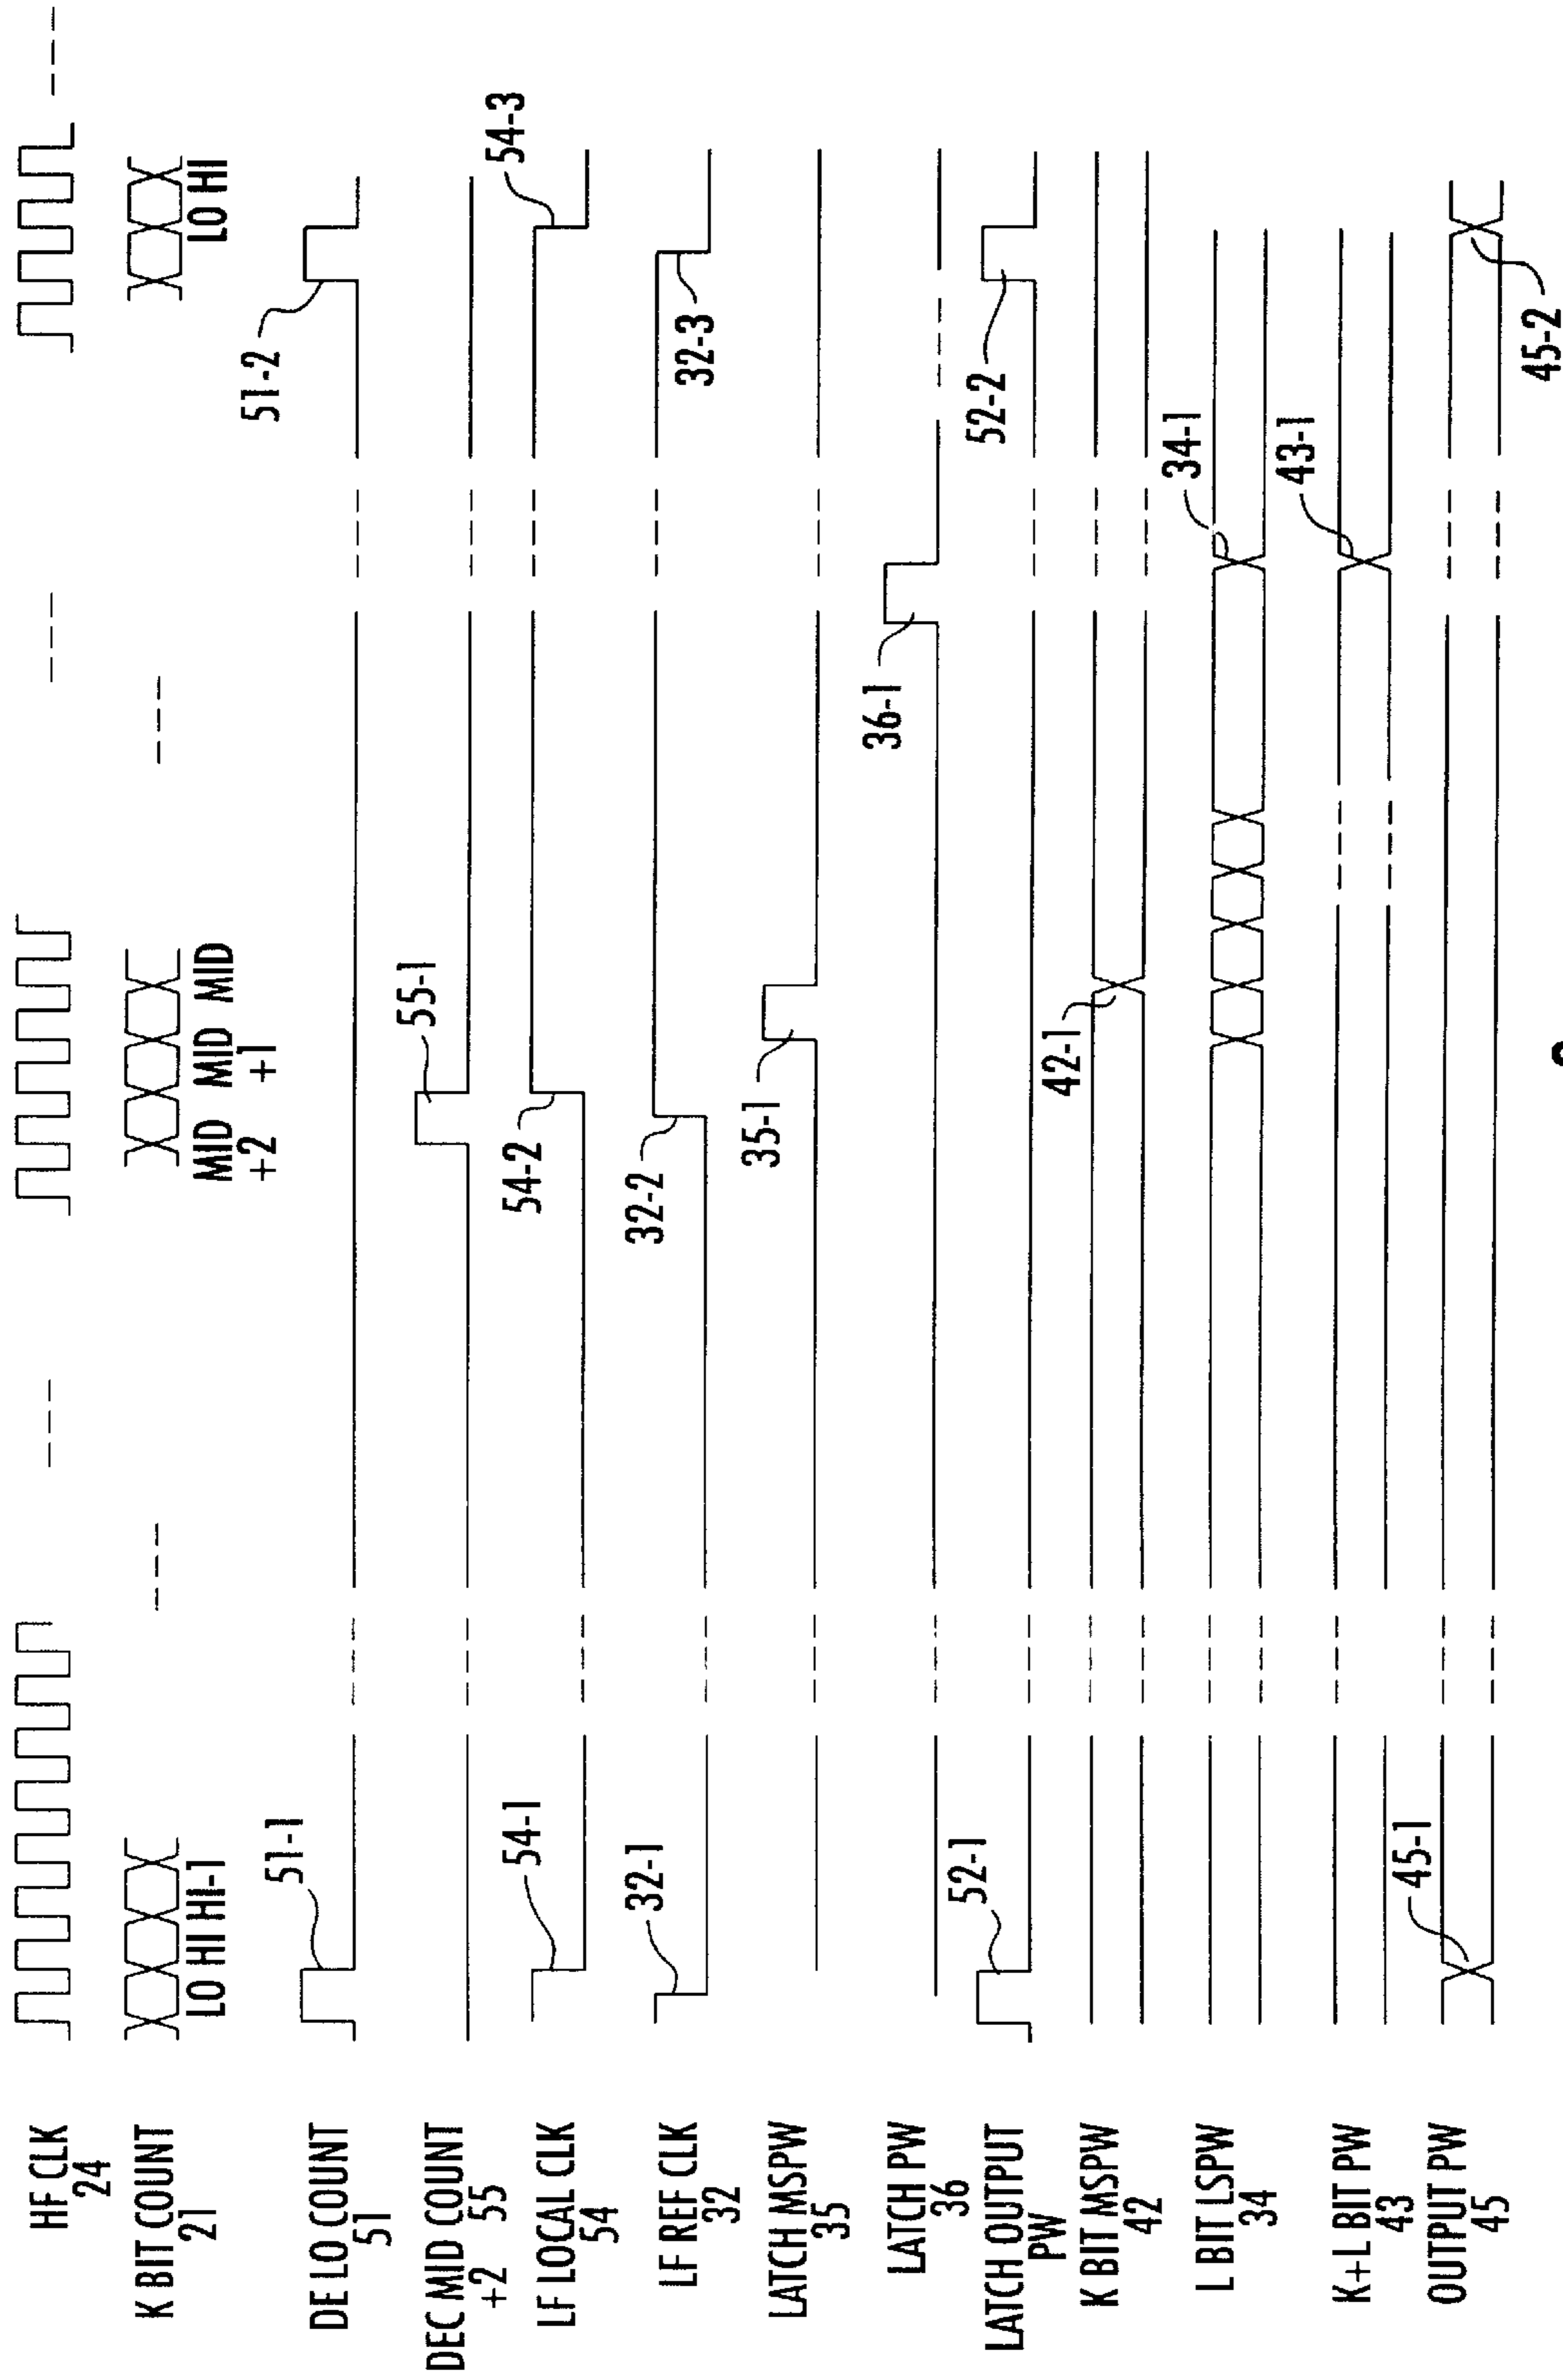 HF CLK
24
K BIT COUNT
21
LO HI HI-1
MID MID MID
+2 +1
LO HI
DE LO COUNT
51
51-1
51-2
DEC MID COUNT
+2 55
55-1
LF LOCAL CLK
54
54-1
54-2
54-3
LF REF CLK
32
32-1
32-2
32-3
LATCH MSPW
35
35-1
LATCH PW
36
36-1
LATCH OUTPUT
PW
52-1
52-2
K BIT MSPW
42
42-1
L BIT LSPW
34
34-1
K+L BIT PW
43
43-1
OUTPUT PW
45
45-1
45-2